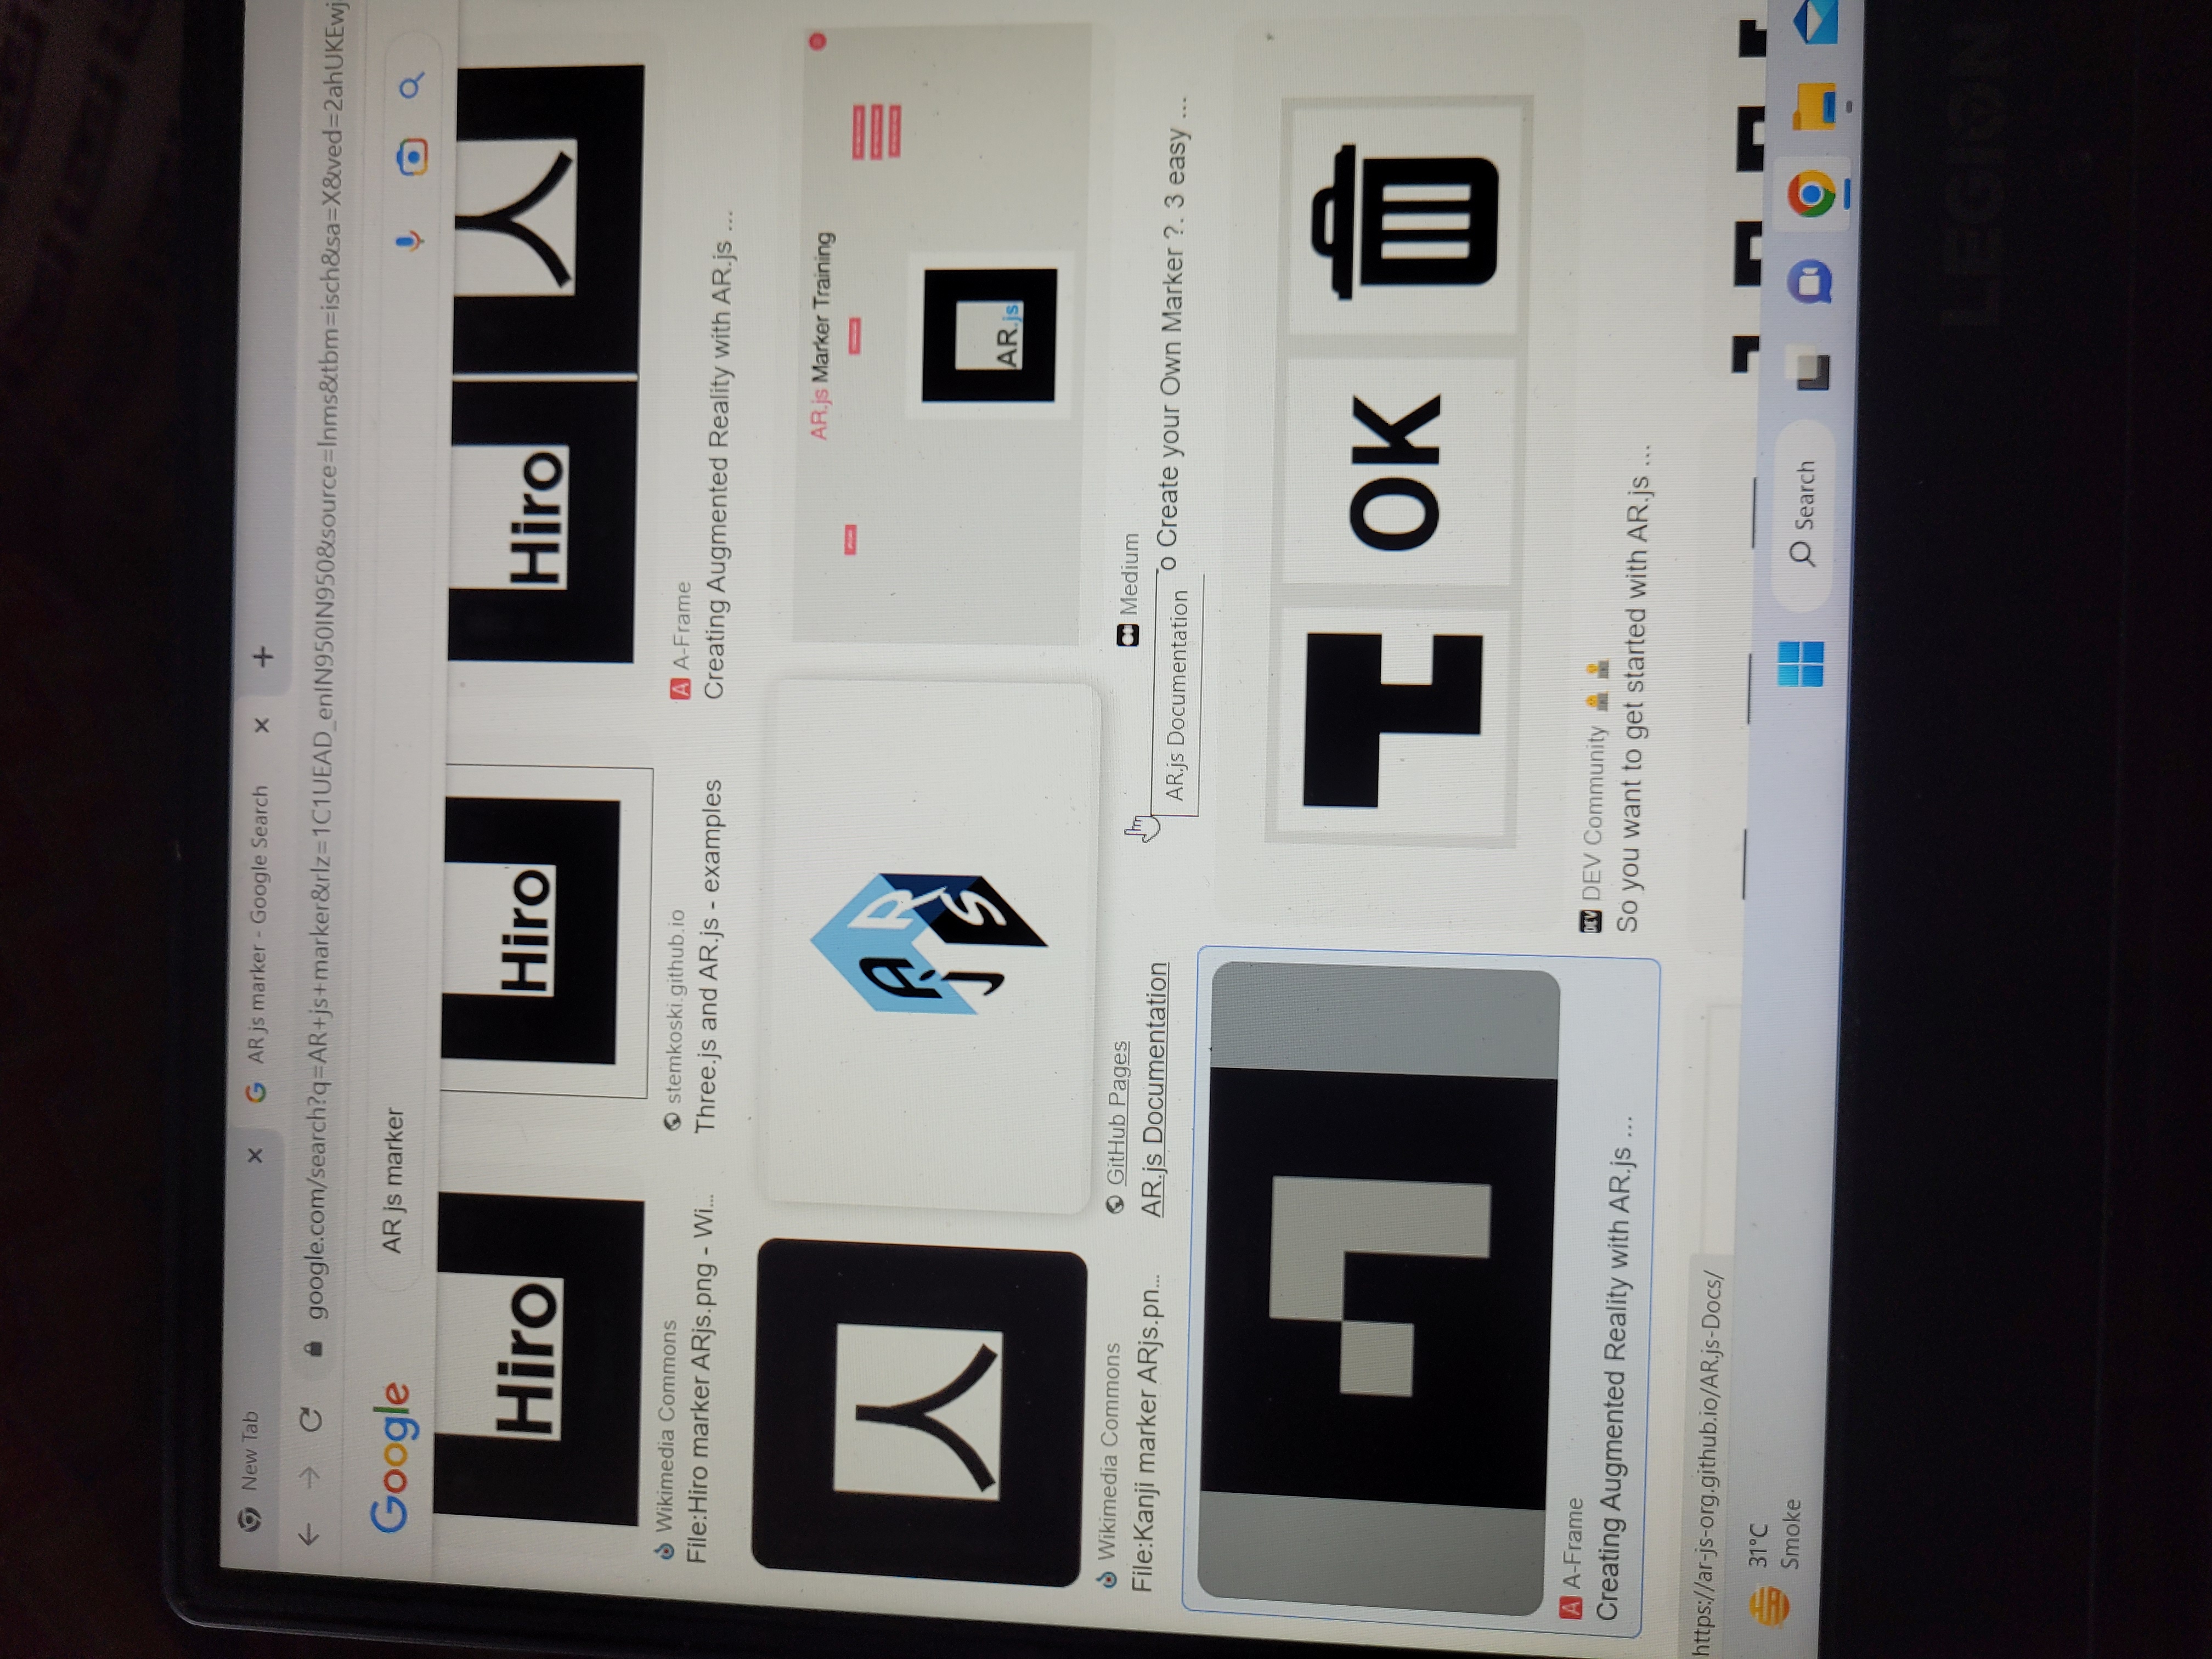 New Tab
AR js marker - Google Search
google.com/search?q=AR+js+marker&rlz=1C1UEAD_enIN950IN950&source=lnms&tbm=isch&sa=X&ved=2ahUKEwj
Google
AR js marker
Hiro
Hiro
Hiro
人
Wikimedia Commons
File:Hiro marker ARjs.png - Wi...
stemkoski.github.io
Three.js and AR.js - examples
A A-Frame
Creating Augmented Reality with AR.js ...
人
AR
JS
AR.js Marker Training
AR.js
Wikimedia Commons
File:Kanji marker ARjs.pn...
GitHub Pages
AR.js Documentation
Medium
o Create your Own Marker ?. 3 easy ...
AR.js Documentation
OK
A A-Frame
Creating Augmented Reality with AR.js ...
DEV DEV Community
So you want to get started with AR.js ...
https://ar-js-org.github.io/AR.js-Docs/
31°C
Smoke
Search
LEGION